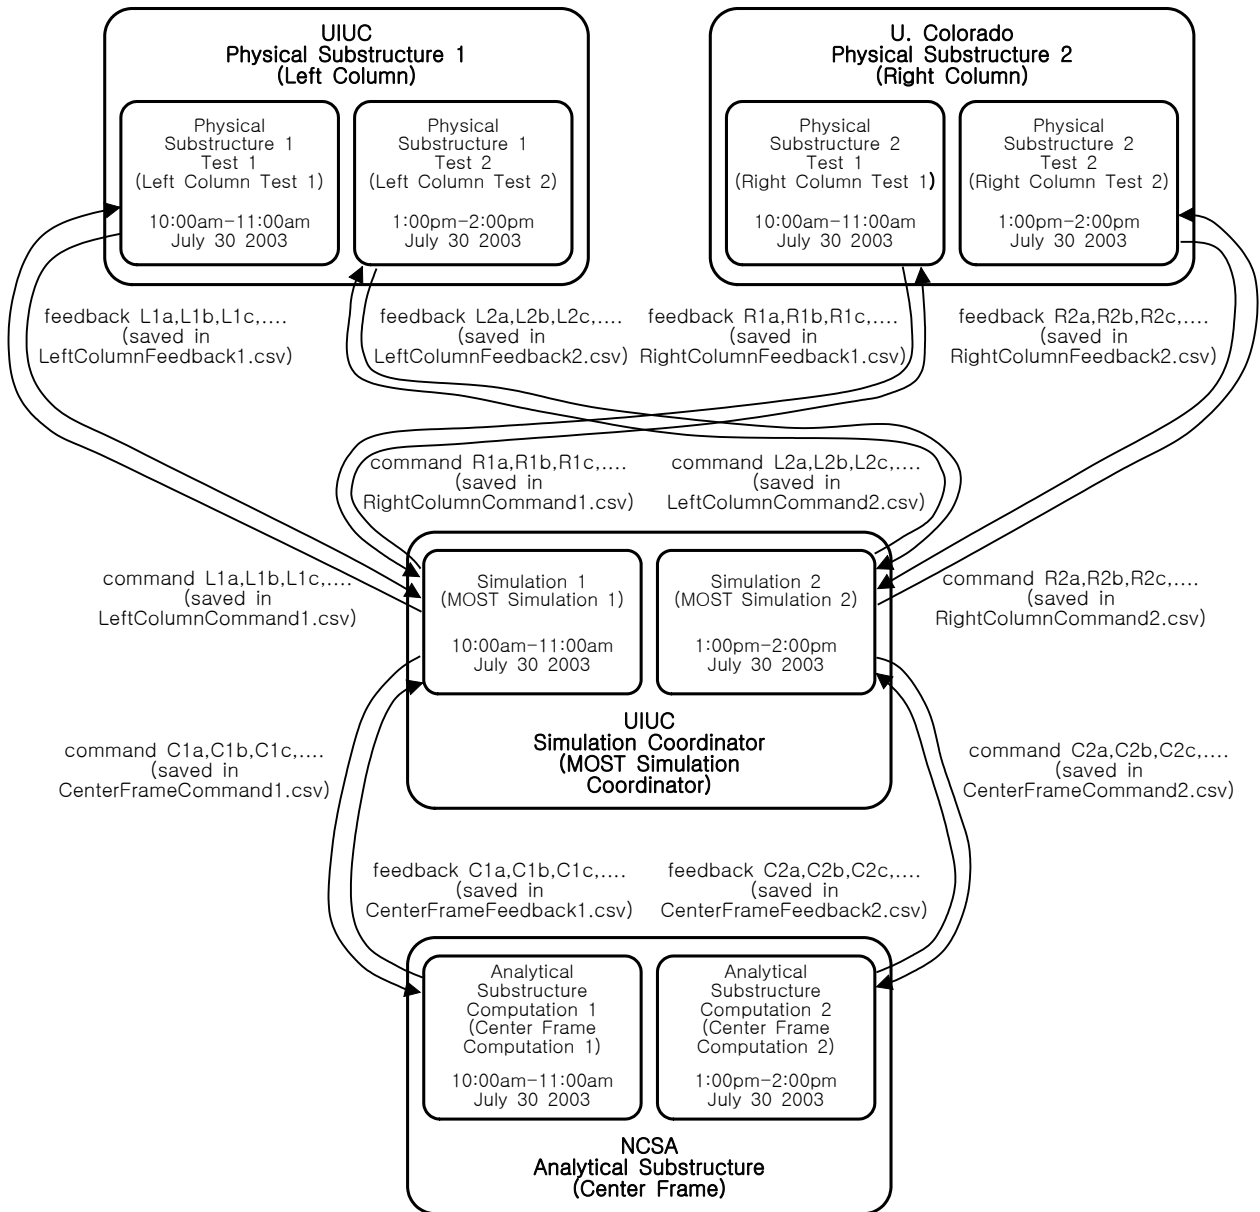 UIUC
Physical Substructure 1
(Left Column)
Physical
Substructure 1
Test 1
(Left Column Test 1)
10:00am-11:00am
July 30 2003
Physical
Substructure 1
Test 2
(Left Column Test 2)
1:00pm-2:00pm
July 30 2003
U. Colorado
Physical Substructure 2
(Right Column)
Physical
Substructure 2
Test 1
(Right Column Test 1)
10:00am-11:00am
July 30 2003
Physical
Substructure 2
Test 2
(Right Column Test 2)
1:00pm-2:00pm
July 30 2003
feedback L1a,L1b,L1c,....
(saved in
LeftColumnFeedback1.csv)
feedback L2a,L2b,L2c,....
(saved in
LeftColumnFeedback2.csv)
feedback R1a,R1b,R1c,....
(saved in
RightColumnFeedback1.csv)
feedback R2a,R2b,R2c,....
(saved in
RightColumnFeedback2.csv)
command R1a,R1b,R1c,....
(saved in
RightColumnCommand1.csv)
command L2a,L2b,L2c,....
(saved in
LeftColumnCommand2.csv)
command L1a,L1b,L1c,....
(saved in
LeftColumnCommand1.csv)
Simulation 1
(MOST Simulation 1)
10:00am-11:00am
July 30 2003
Simulation 2
(MOST Simulation 2)
1:00pm-2:00pm
July 30 2003
command R2a,R2b,R2c,....
(saved in
RightColumnCommand2.csv)
UIUC
Simulation Coordinator
(MOST Simulation
Coordinator)
command C1a,C1b,C1c,....
(saved in
CenterFrameCommand1.csv)
command C2a,C2b,C2c,....
(saved in
CenterFrameCommand2.csv)
feedback C1a,C1b,C1c,....
(saved in
CenterFrameFeedback1.csv)
feedback C2a,C2b,C2c,....
(saved in
CenterFrameFeedback2.csv)
Analytical
Substructure
Computation 1
(Center Frame
Computation 1)
10:00am-11:00am
July 30 2003
Analytical
Substructure
Computation 2
(Center Frame
Computation 2)
1:00pm-2:00pm
July 30 2003
NCSA
Analytical Substructure
(Center Frame)